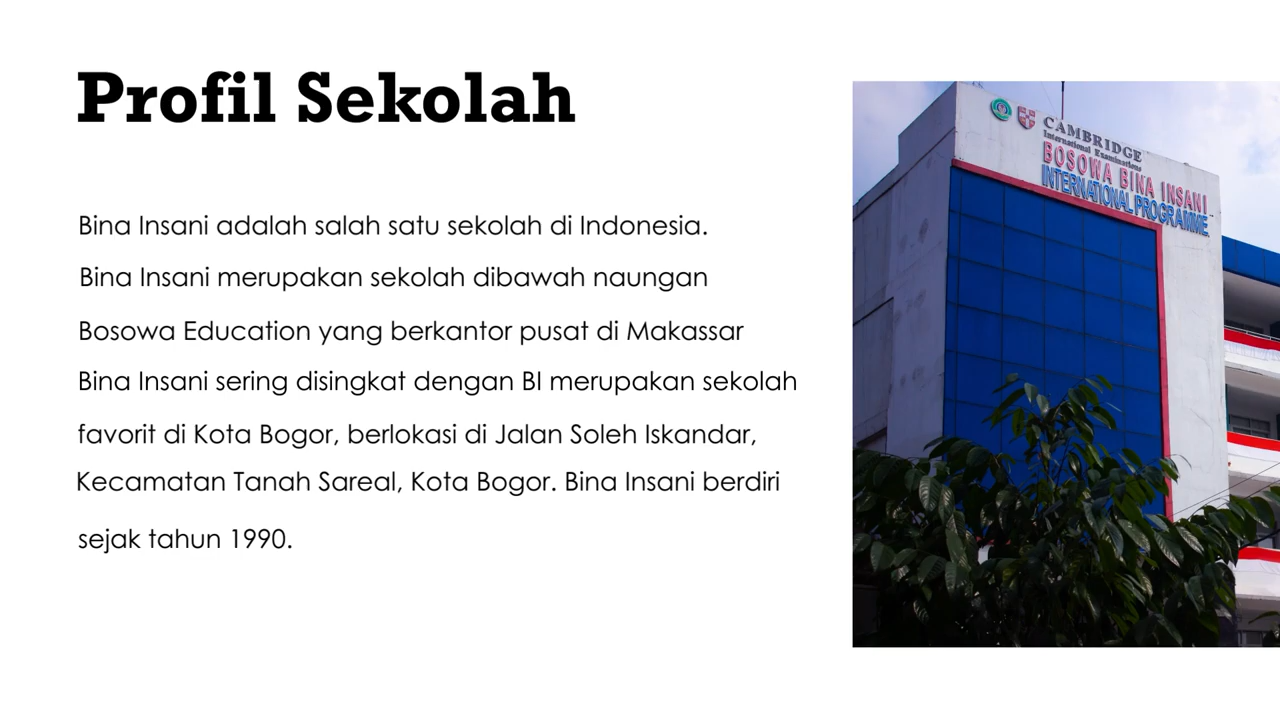 Profil Sekolah
Bina Insani adalah salah satu sekolah di Indonesia.
Bina Insani merupakan sekolah dibawah naungan
Bosowa Education yang berkantor pusat di Makassar
Bina Insani sering disingkat dengan BI merupakan sekolah
favorit di Kota Bogor, berlokasi di Jalan Soleh Iskandar,
Kecamatan Tanah Sareal, Kota Bogor. Bina Insani berdiri
sejak tahun 1990.
CAMBRIDGE
International Examinations
BOSOWA BINA INSANI
INTERNATIONAL PROGRAMME